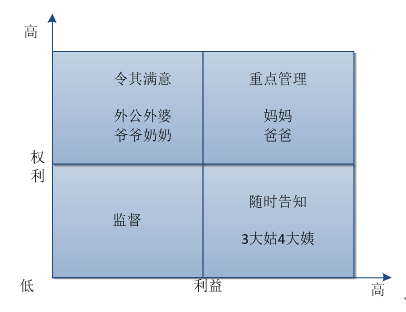 高
令其满意
外公外婆
爷爷奶奶
重点管理
妈妈
爸爸
权
利
监督
随时告知
3大姑4大姨
低
利益
高